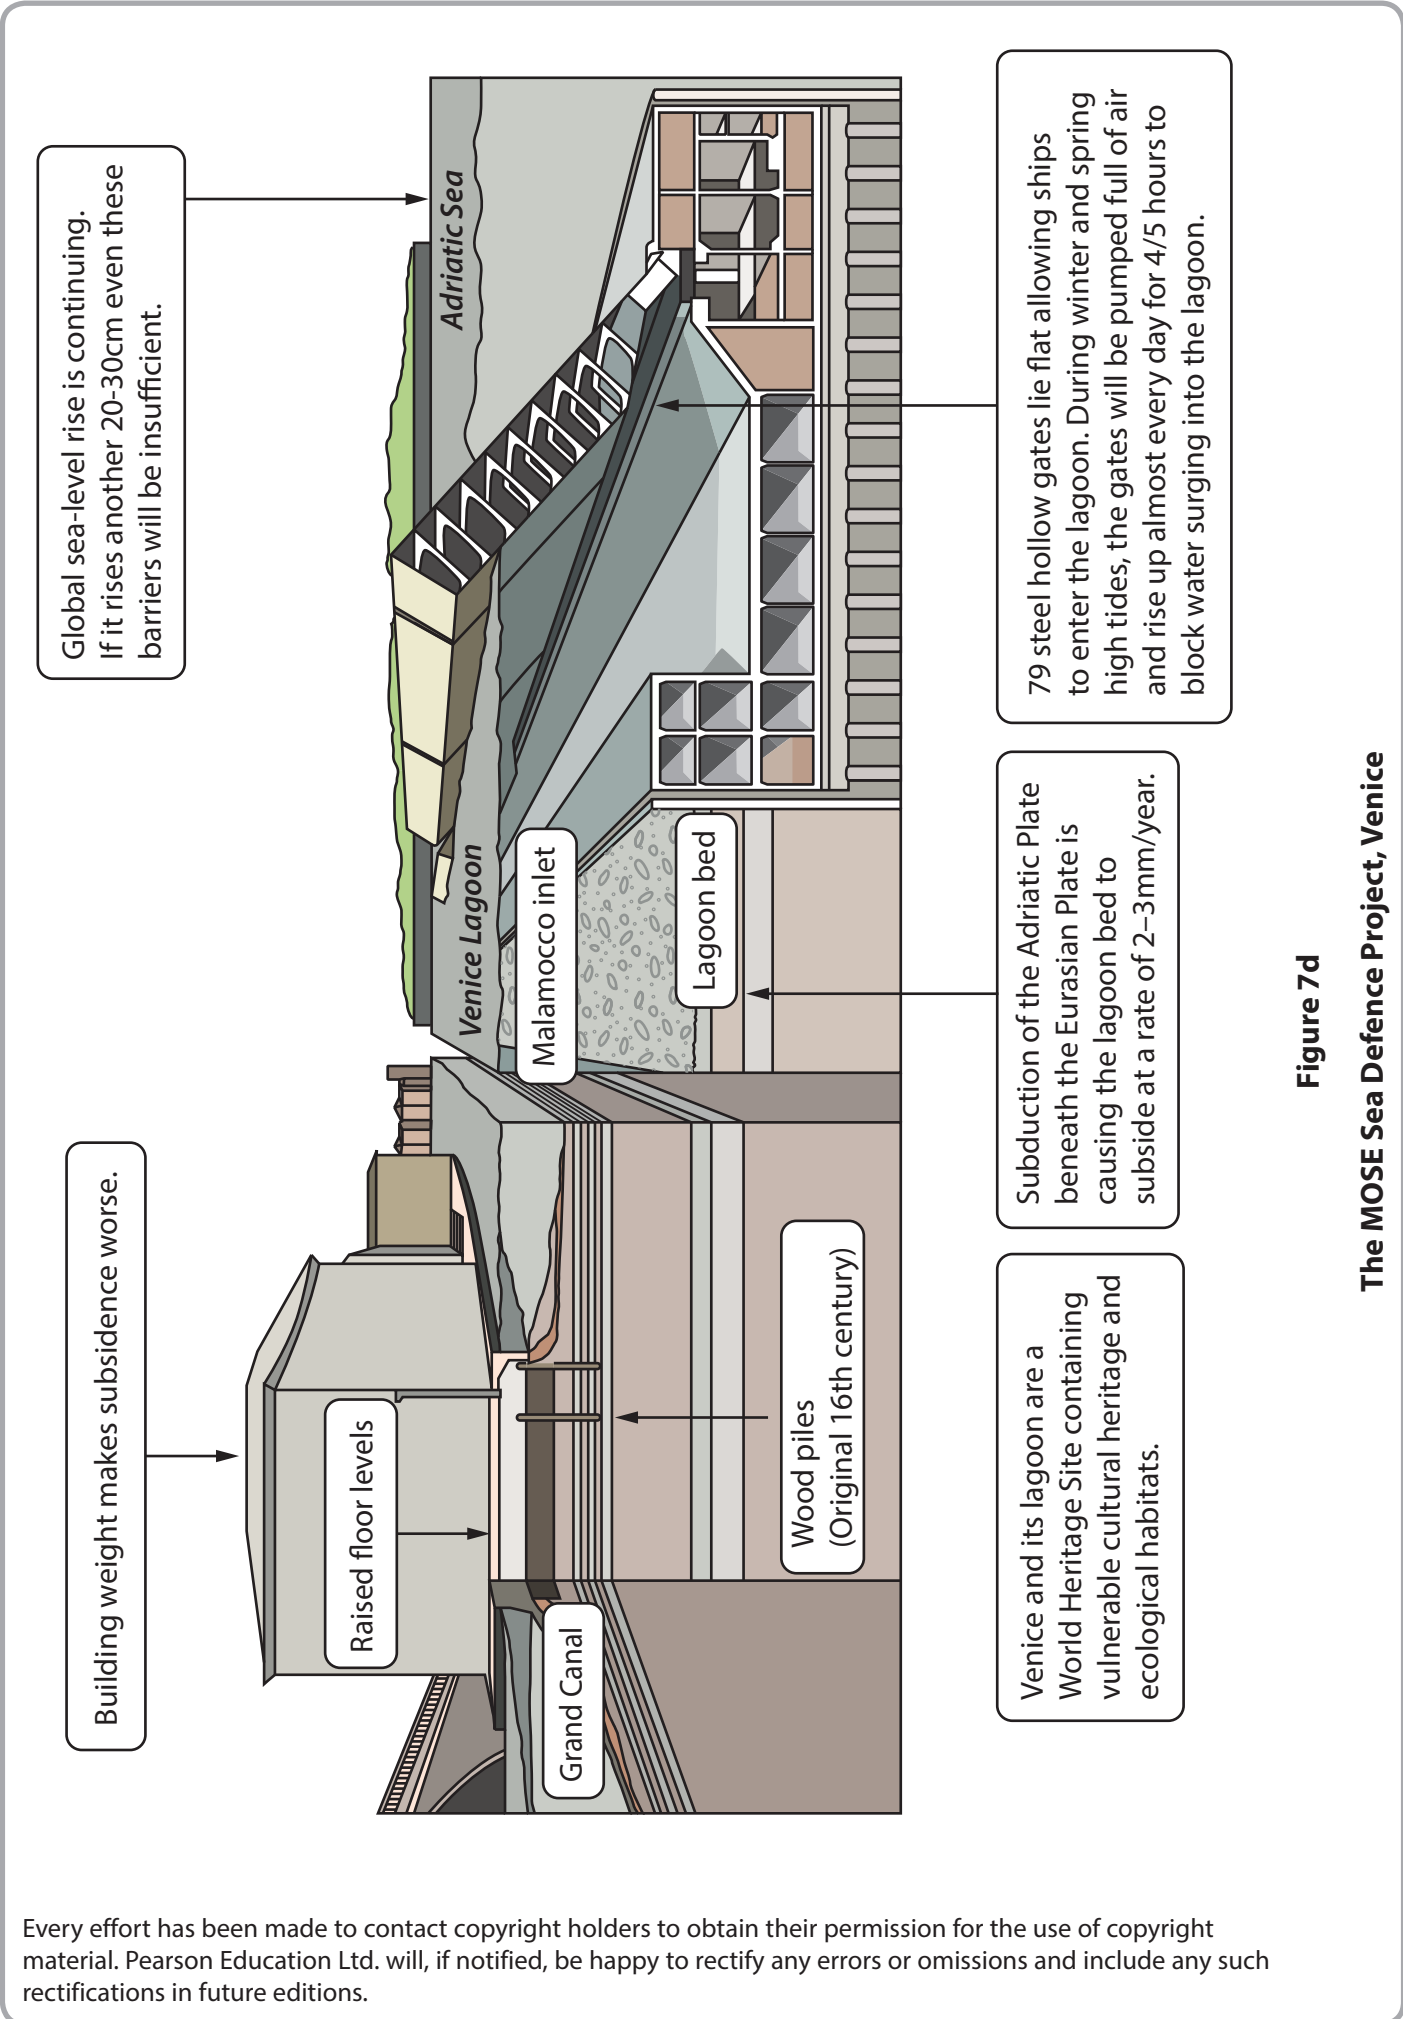 Building weight makes subsidence worse.
Global sea-level rise is continuing.
If it rises another 20-30cm even these
barriers will be insufficient.
Raised floor levels
Grand Canal
Wood piles
(Original 16th century)
Venice Lagoon
Malamocco inlet
Lagoon bed
Adriatic Sea
Venice and its lagoon are a
World Heritage Site containing
vulnerable cultural heritage and
ecological habitats.
Subduction of the Adriatic Plate
beneath the Eurasian Plate is
causing the lagoon bed to
subside at a rate of 2–3mm/year.
79 steel hollow gates lie flat allowing ships
to enter the lagoon. During winter and spring
high tides, the gates will be pumped full of air
and rise up almost every day for 4/5 hours to
block water surging into the lagoon.
Figure 7d
The MOSE Sea Defence Project, Venice
Every effort has been made to contact copyright holders to obtain their permission for the use of copyright
material. Pearson Education Ltd. will, if notified, be happy to rectify any errors or omissions and include any such
rectifications in future editions.